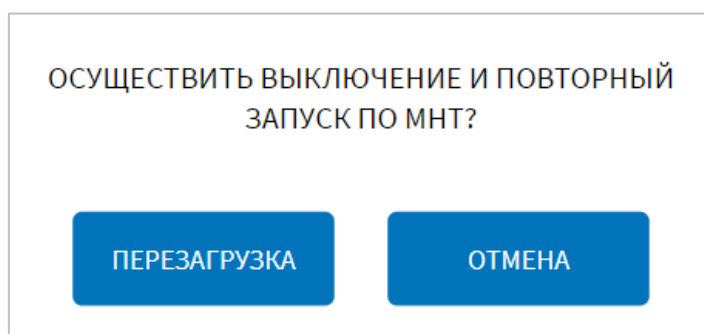 ОСУЩЕСТВИТЬ ВЫКЛЮЧЕНИЕ И ПОВТОРНЫЙ
ЗАПУСК ПО МНТ?
ПЕРЕЗАГРУЗКА
ОТМЕНА